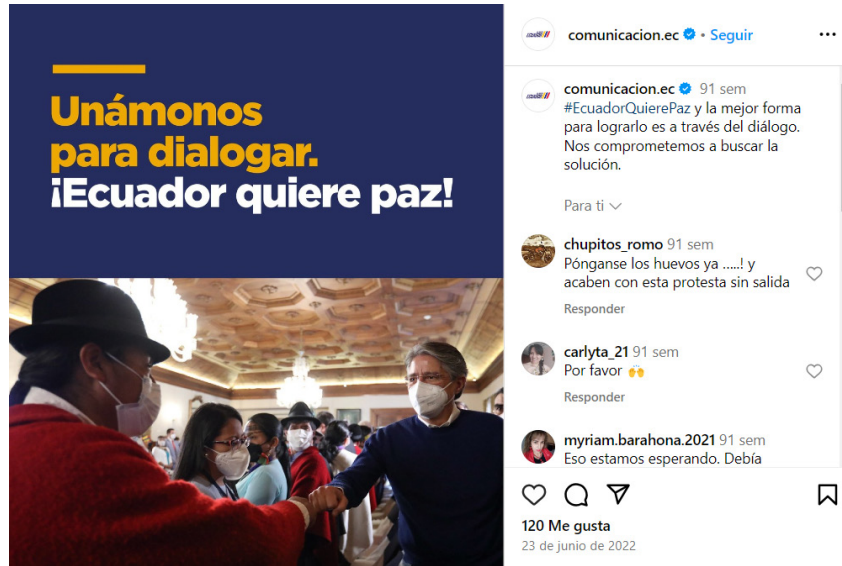 Unámonos
para dialogar.
¡Ecuador quiere paz!
comunicacion.ec • Seguir
comunicacion.ec 91 sem
#EcuadorQuierePaz y la mejor forma
para lograrlo es a través del diálogo.
Nos comprometemos a buscar la
solución.
Para ti
chupitos_romo 91 sem
Pónganse los huevos ya .....! y
acaben con esta protesta sin salida
Responder
carlyta_21 91 sem
Por favor 🙌
Responder
myriam.barahona.2021 91 sem
Eso estamos esperando. Debía
120 Me gusta
23 de junio de 2022